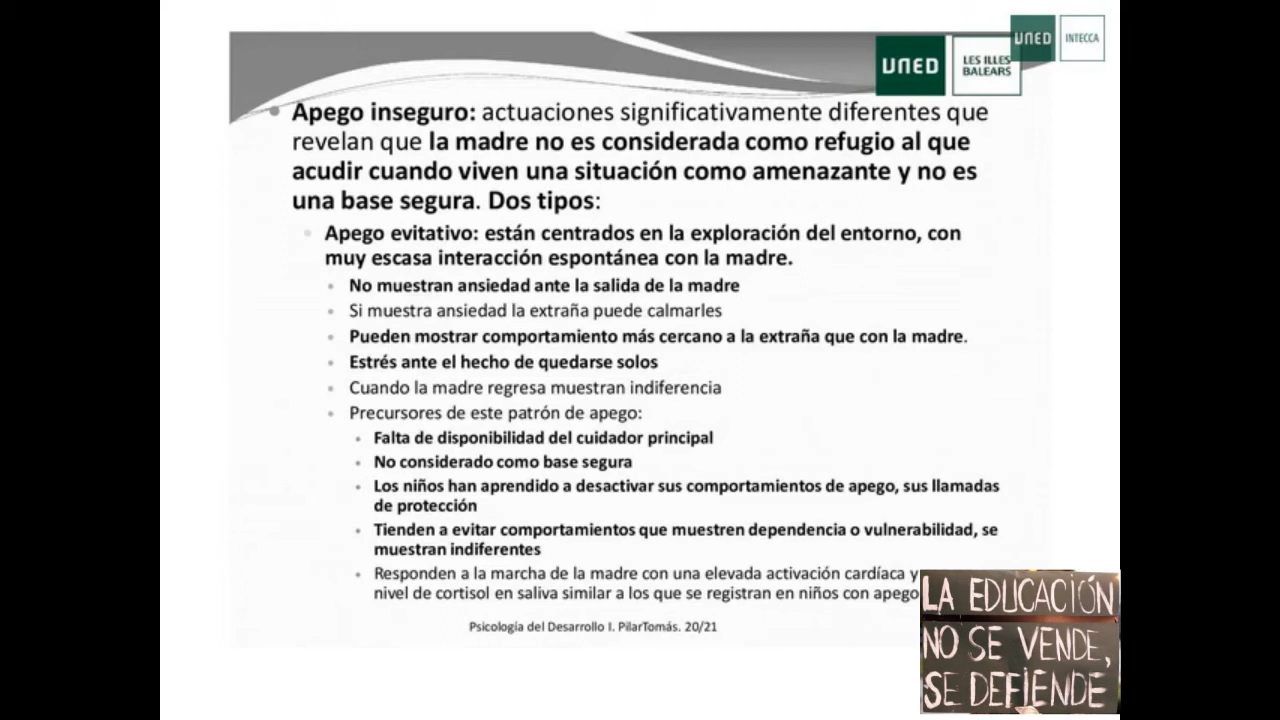 UNED
INTECCA
UNED
LES ILLES
BALEARS
Apego inseguro: actuaciones significativamente diferentes que
revelan que la madre no es considerada como refugio al que
acudir cuando viven una situación como amenazante y no es
una base segura. Dos tipos:
Apego evitativo: están centrados en la exploración del entorno, con
muy escasa interacción espontánea con la madre.
No muestran ansiedad ante la salida de la madre
Si muestra ansiedad la extraña puede calmarles
Pueden mostrar comportamiento más cercano a la extraña que con la madre.
Estrés ante el hecho de quedarse solos
Cuando la madre regresa muestran indiferencia
Precursores de este patrón de apego:
Falta de disponibilidad del cuidador principal
No considerado como base segura
Los niños han aprendido a desactivar sus comportamientos de apego, sus llamadas
de protección
Tienden a evitar comportamientos que muestren dependencia o vulnerabilidad, se
muestran indiferentes
Responden a la marcha de la madre con una elevada activación cardíaca y
nivel de cortisol en saliva similar a los que se registran en niños con apego
Psicología del Desarrollo I. PilarTomás. 20/21
LA EDUCACIÓN
NO SE VENDE,
SE DEFIENDE